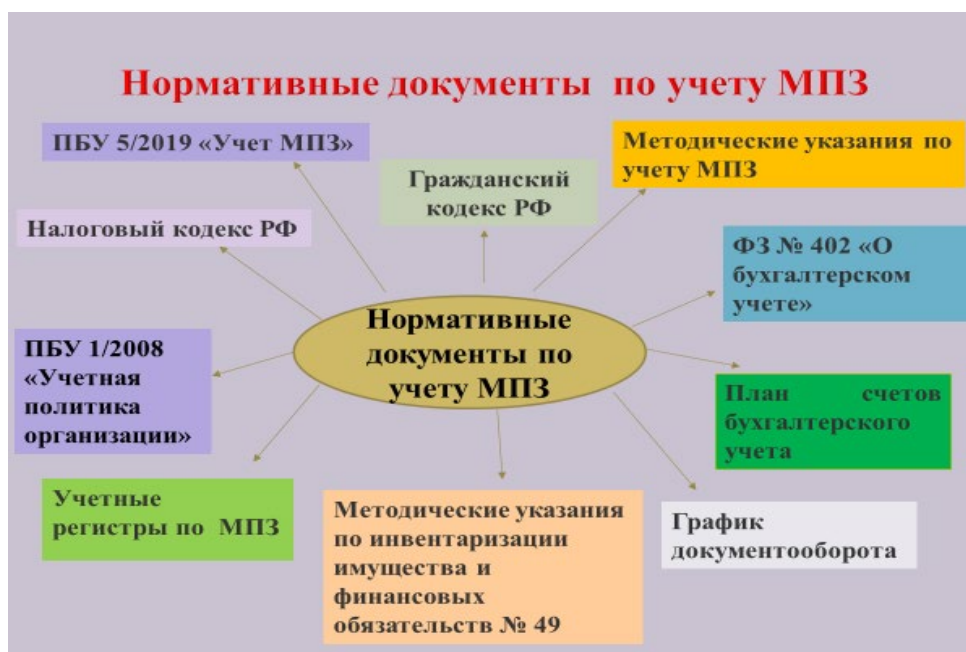 Нормативные документы по учету МПЗ
ПБУ 5/2019 «Учет МПЗ»
Гражданский
кодекс РФ
Методические указания по
учету МПЗ
Налоговый кодекс РФ
ФЗ № 402 «О
бухгалтерском
учете»
Нормативные
документы по
учету МПЗ
ПБУ 1/2008
«Учетная
политика
организации»
План счетов
бухгалтерского
учета
Учетные
регистры по МПЗ
Методические указания
по инвентаризации
имущества и
финансовых
обязательств № 49
График
документооборота